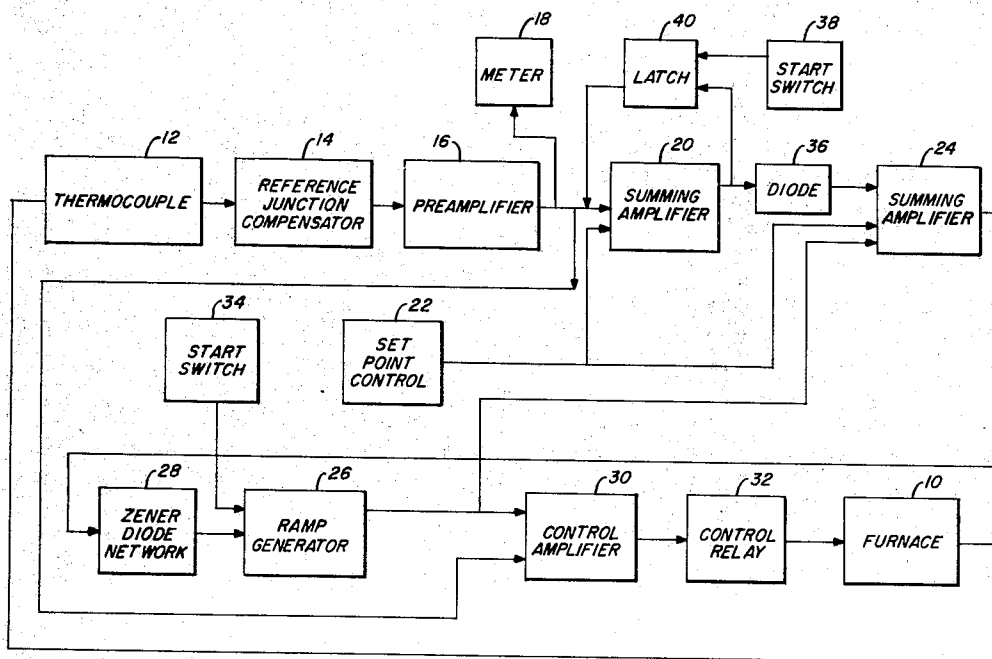 18
METER
40
LATCH
38
START
SWITCH
12
THERMOCOUPLE
14
REFERENCE
JUNCTION
COMPENSATOR
16
PREAMPLIFIER
20
SUMMING
AMPLIFIER
36
DIODE
24
SUMMING
AMPLIFIER
34
START
SWITCH
22
SET
POINT
CONTROL
28
ZENER
DIODE
NETWORK
26
RAMP
GENERATOR
30
CONTROL
AMPLIFIER
32
CONTROL
RELAY
10
FURNACE